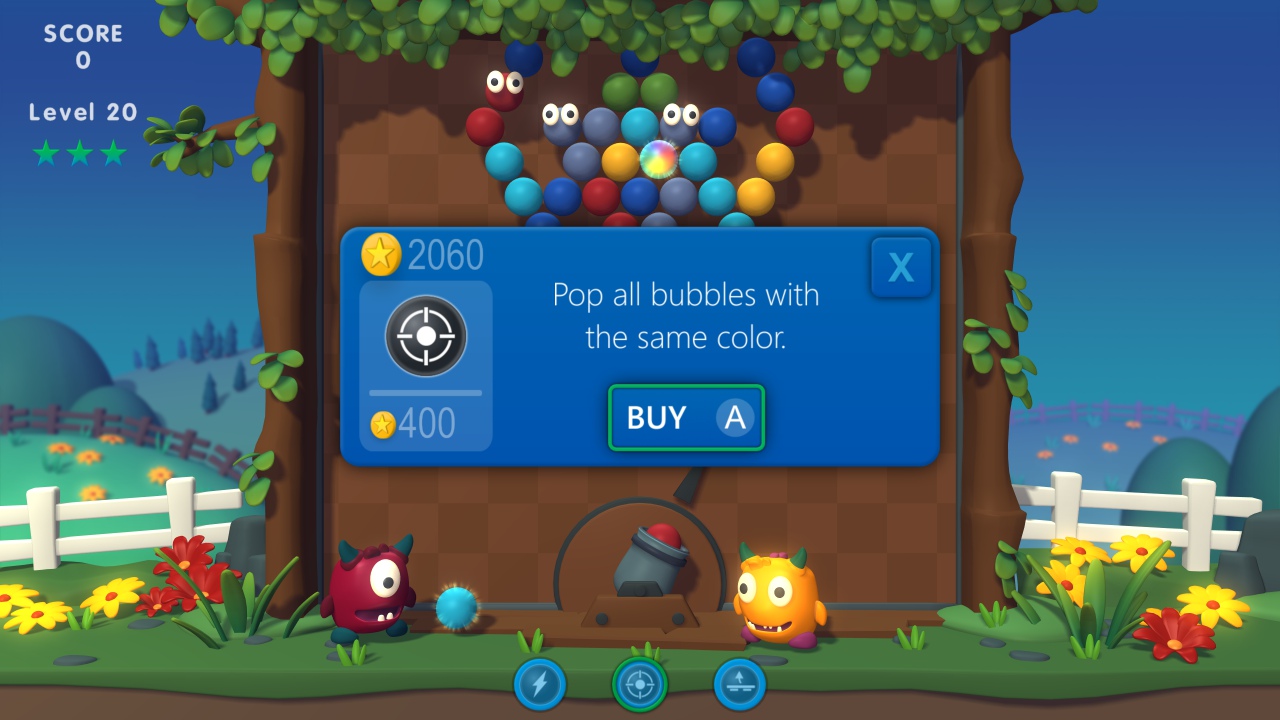 SCORE
0
Level 20
2060
X
Pop all bubbles with
the same color.
400
BUY A